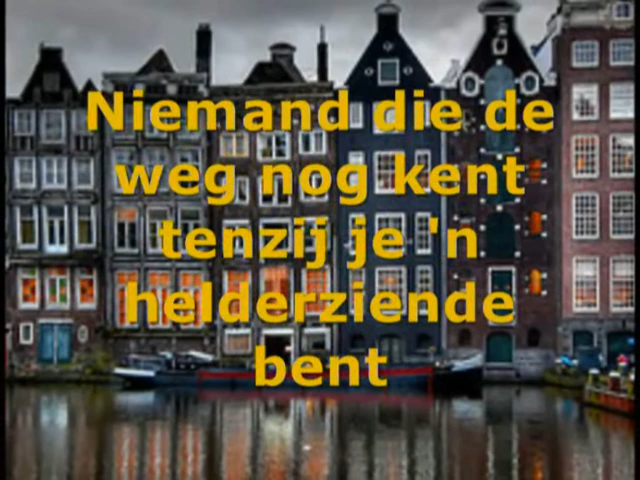 Niemand die de
weg nog kent
tenzij je 'n
helderziende
bent